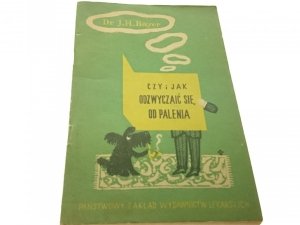 Dr J.H. Bayer
CZY i JAK
ODZWYCZAIĆ SIĘ
OD PALENIA
PAŃSTWOWY ZAKŁAD WYDAWNICTW LEKARSKICH